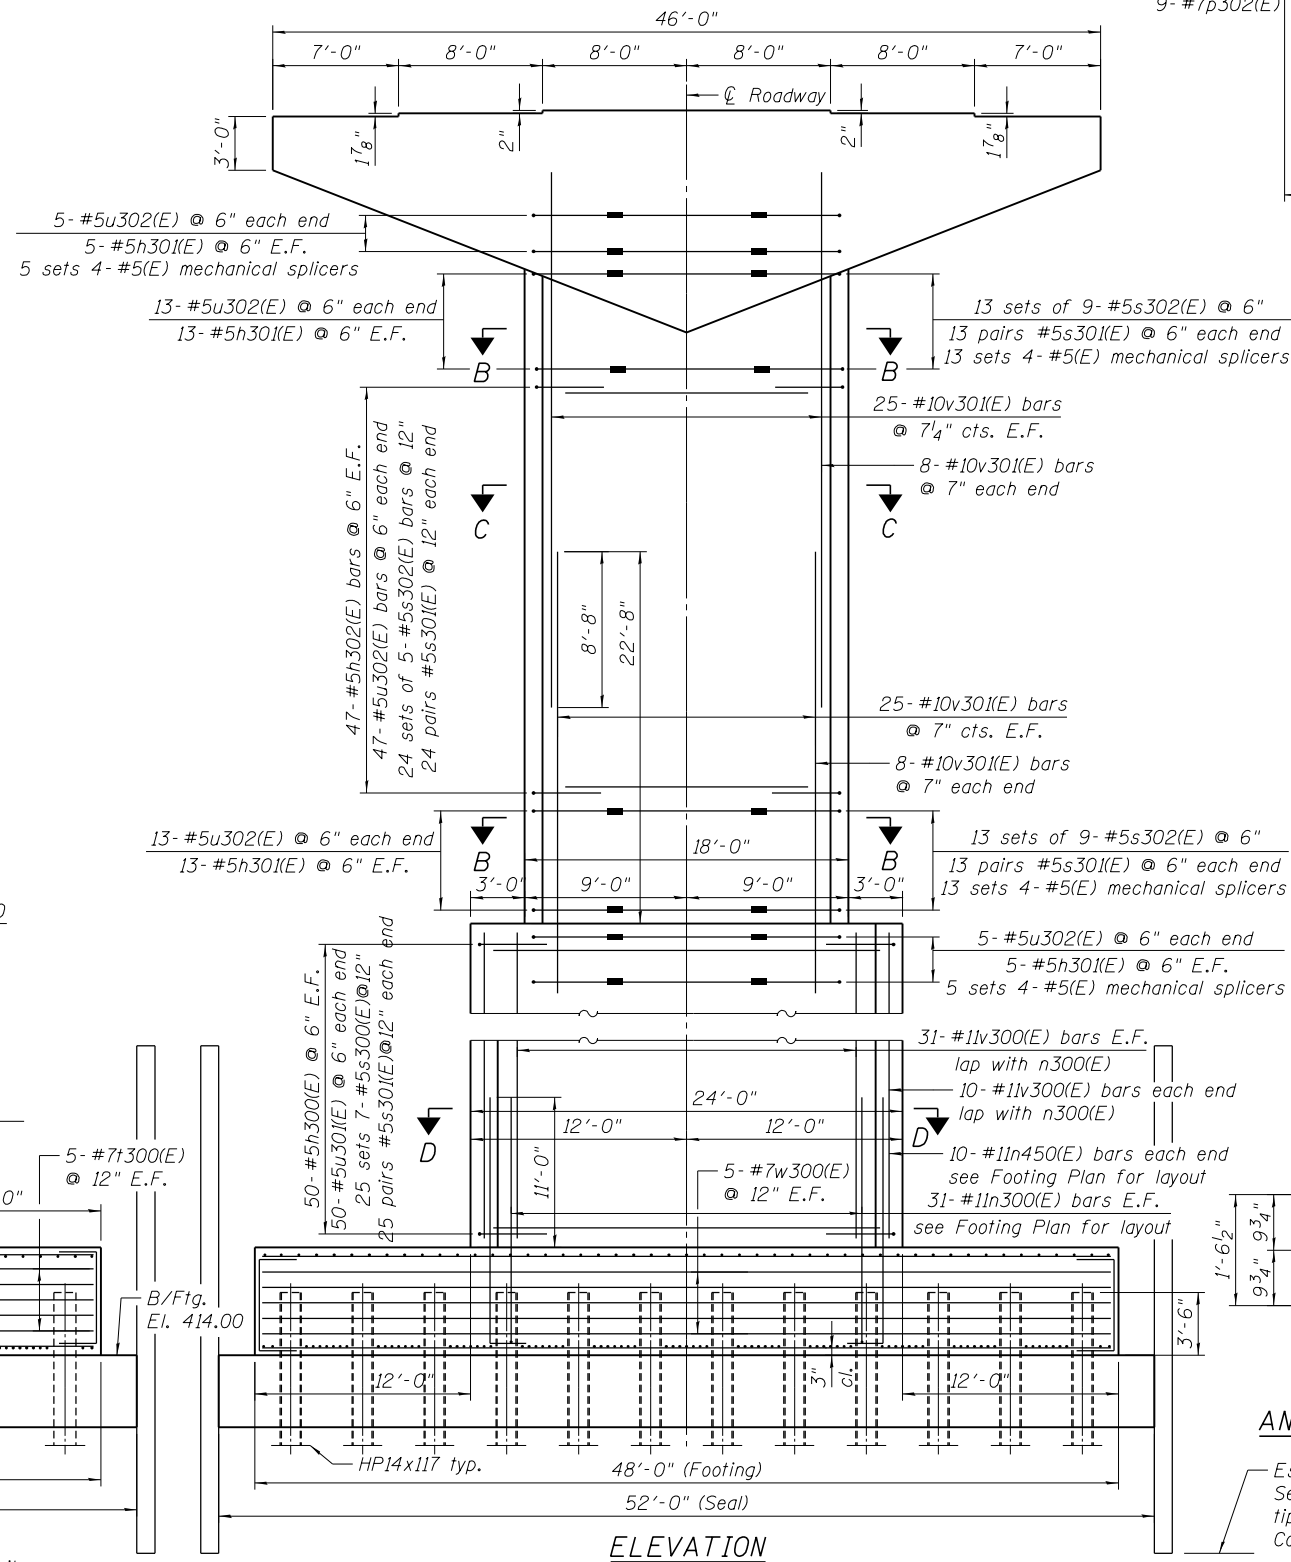 9-#7p302(E)
46'-0"
7'-0" 8'-0" 8'-0" 8'-0" 8'-0" 7'-0"
℄ Roadway
3'-0"
1⅞"
2"
2"
1⅞"
5-#5u302(E) @ 6" each end
5-#5h301(E) @ 6" E.F.
5 sets 4-#5(E) mechanical splicers
13-#5u302(E) @ 6" each end
13-#5h301(E) @ 6" E.F.
13 sets of 9-#5s302(E) @ 6"
13 pairs #5s301(E) @ 6" each end
13 sets 4-#5(E) mechanical splicers
B
B
25-#10v301(E) bars
@ 7¼" cts. E.F.
8-#10v301(E) bars
@ 7" each end
C
C
47-#5h302(E) bars @ 6" E.F.
47-#5u302(E) bars @ 6" each end
24 sets of 5-#5s302(E) bars @ 12"
24 pairs #5s301(E) @ 12" each end
8'-8"
22'-8"
25-#10v301(E) bars
@ 7" cts. E.F.
8-#10v301(E) bars
@ 7" each end
13-#5u302(E) @ 6" each end
13-#5h301(E) @ 6" E.F.
B
B
18'-0"
13 sets of 9-#5s302(E) @ 6"
13 pairs #5s301(E) @ 6" each end
13 sets 4-#5(E) mechanical splicers
3'-0" 9'-0" 9'-0" 3'-0"
5-#5u302(E) @ 6" each end
5-#5h301(E) @ 6" E.F.
5 sets 4-#5(E) mechanical splicers
50-#5h300(E) @ 6" E.F.
50-#5u301(E) @ 6" each end
25 sets 7-#5s300(E)@12"
25 pairs #5s301(E)@12" each end
31-#11v300(E) bars E.F.
lap with n300(E)
10-#11v300(E) bars each end
lap with n300(E)
24'-0"
12'-0" 12'-0"
D
D
11'-0"
10-#11n450(E) bars each end
see Footing Plan for layout
5-#7w300(E)
@ 12" E.F.
31-#11n300(E) bars E.F.
see Footing Plan for layout
5-#7t300(E)
@ 12" E.F.
0"
B/Ftg.
El. 414.00
1'-6½"
9¾"
9¾"
3'-6"
12'-0"
3"
cl.
12'-0"
HP14x117 typ.
48'-0" (Footing)
52'-0" (Seal)
ELEVATION